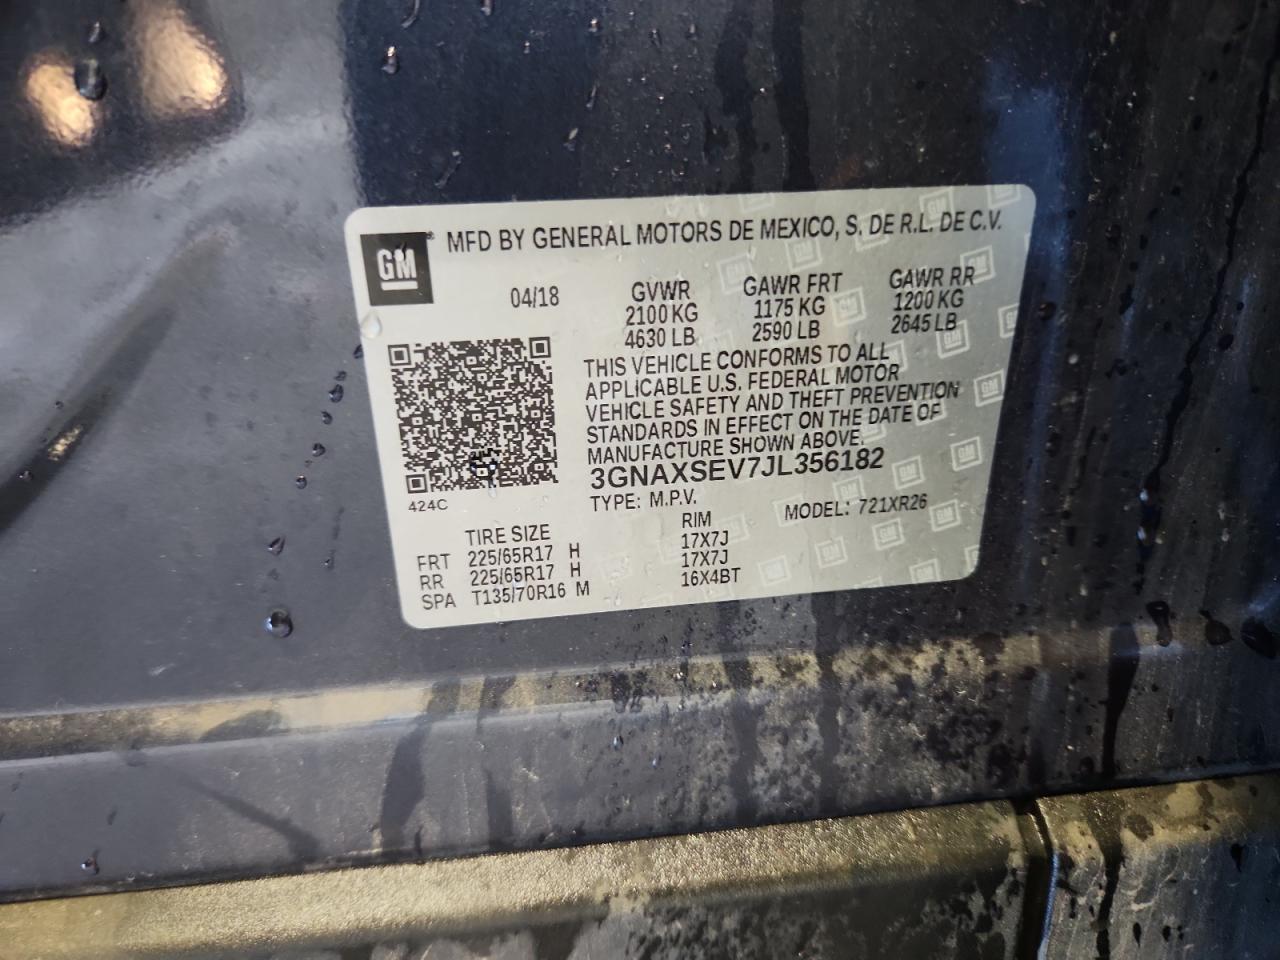 GM
MFD BY GENERAL MOTORS DE MEXICO, S. DE R.L. DE C.V.
04/18
GVWR GAWR FRT GAWR RR
2100 KG 1175 KG 1200 KG
4630 LB 2590 LB 2645 LB
THIS VEHICLE CONFORMS TO ALL
APPLICABLE U.S. FEDERAL MOTOR
VEHICLE SAFETY AND THEFT PREVENTION
STANDARDS IN EFFECT ON THE DATE OF
MANUFACTURE SHOWN ABOVE.
3GNAXSEV7JL356182
TYPE: M.P.V. MODEL: 721XR26
424C
TIRE SIZE RIM
FRT 225/65R17 H 17X7J
RR 225/65R17 H 17X7J
SPA T135/70R16 M 16X4BT